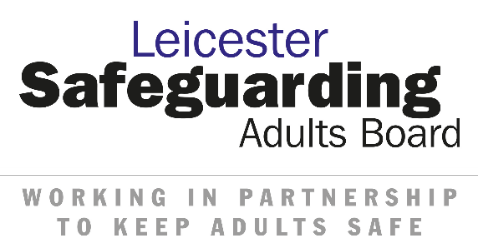 Leicester
Safeguarding
Adults Board
WORKING IN PARTNERSHIP
TO KEEP ADULTS SAFE